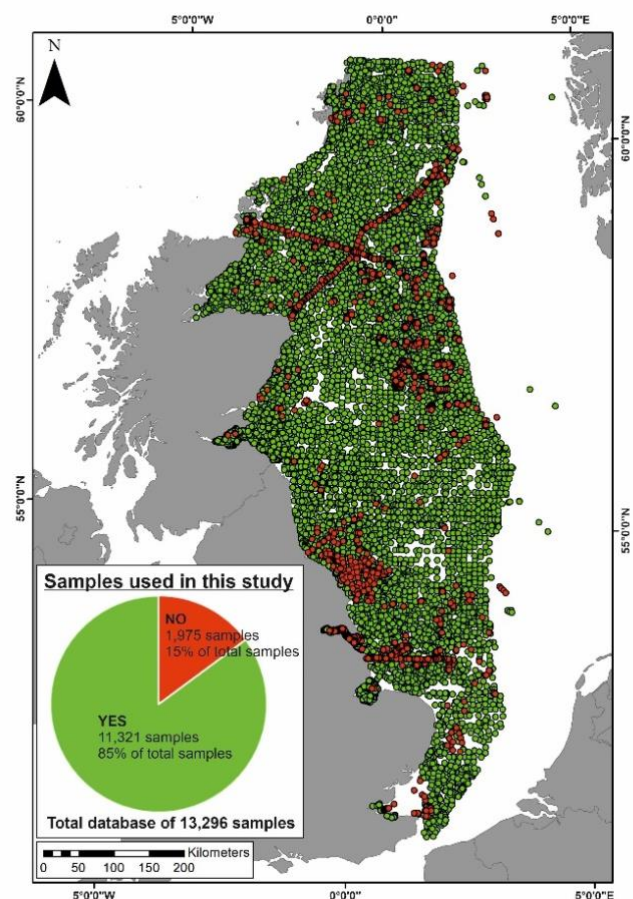 5°0'0"W 0°0'0" 5°0'0"E
N
60°0'0"N
60°0'0"N
55°0'0"N
55°0'0"N
Samples used in this study
NO
1,975 samples
15% of total samples
YES
11,321 samples
85% of total samples
Total database of 13,296 samples
Kilometers
0 50 100 150 200
5°0'0"W 0°0'0" 5°0'0"E